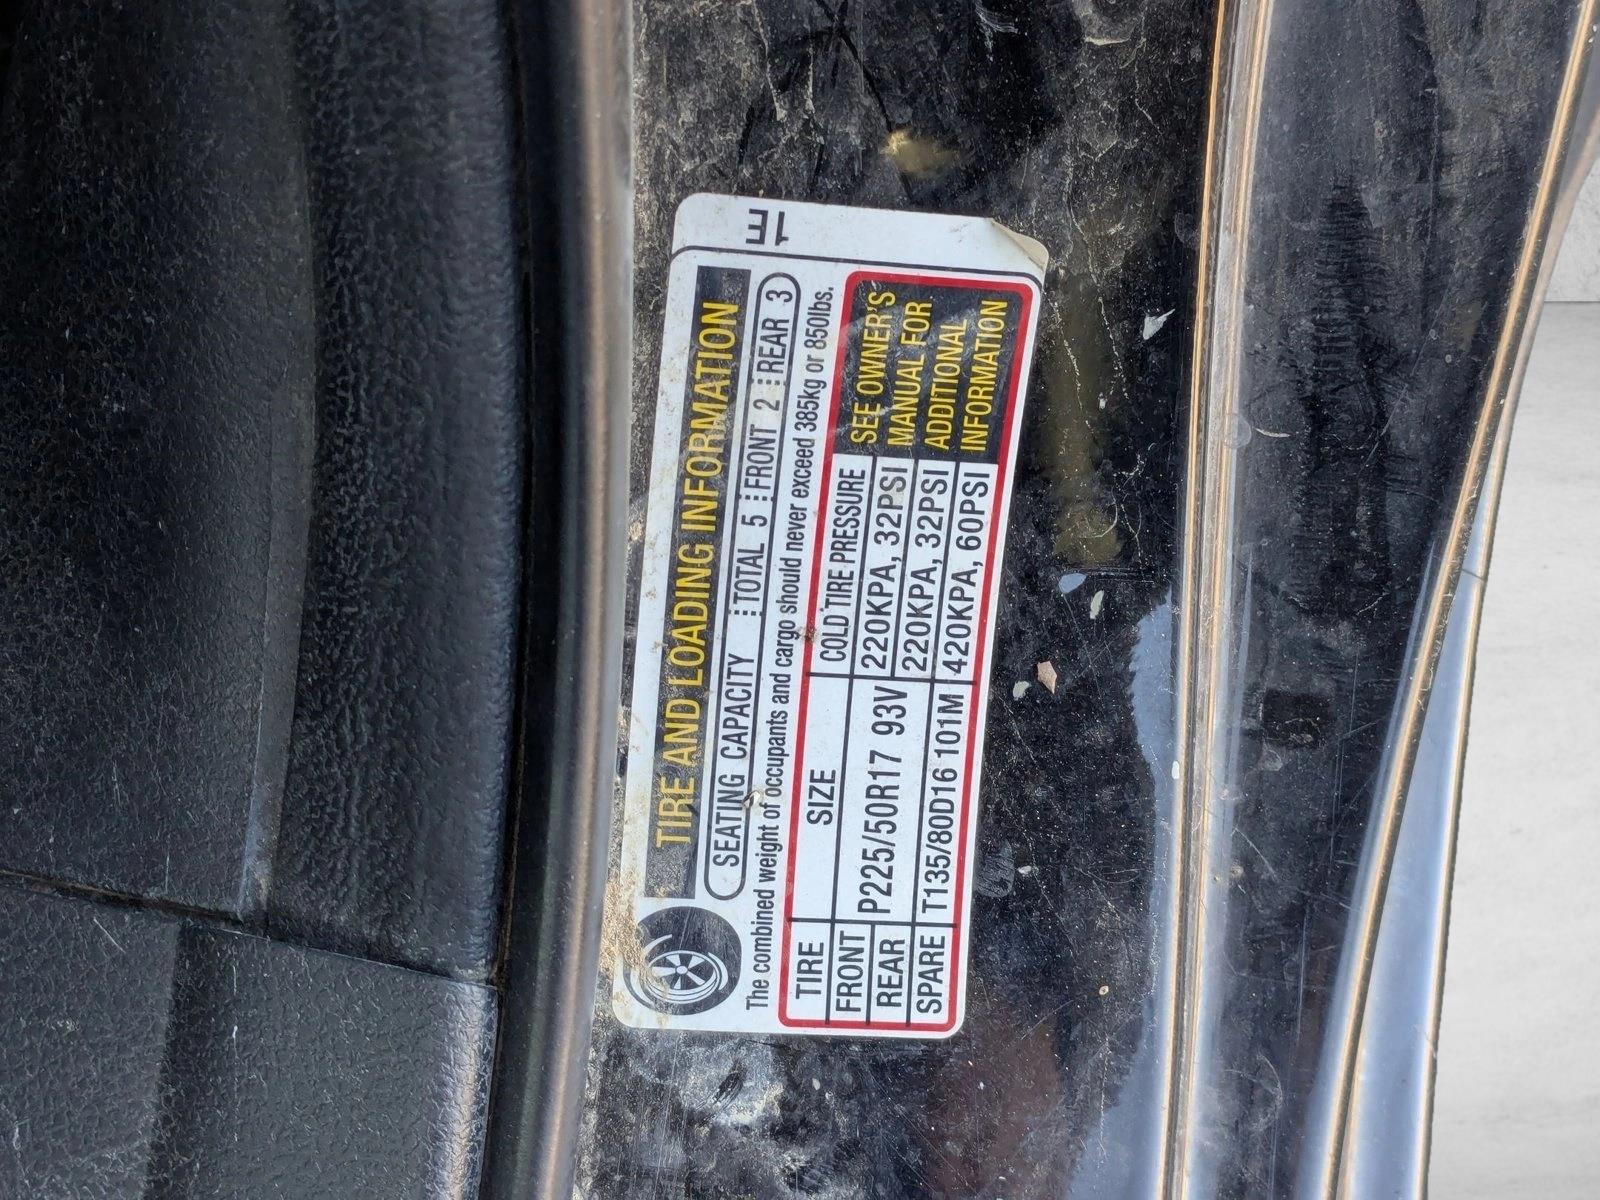 TIRE AND LOADING INFORMATION
SEATING CAPACITY TOTAL 5 FRONT 2 REAR 3
The combined weight of occupants and cargo should never exceed 385kg or 850lbs.
TIRE SIZE COLD TIRE PRESSURE
FRONT P225/50R17 93V 220KPA, 32PSI
REAR 220KPA, 32PSI
SPARE T135/80D16 101M 420KPA, 60PSI
SEE OWNER'S
MANUAL FOR
ADDITIONAL
INFORMATION
1E